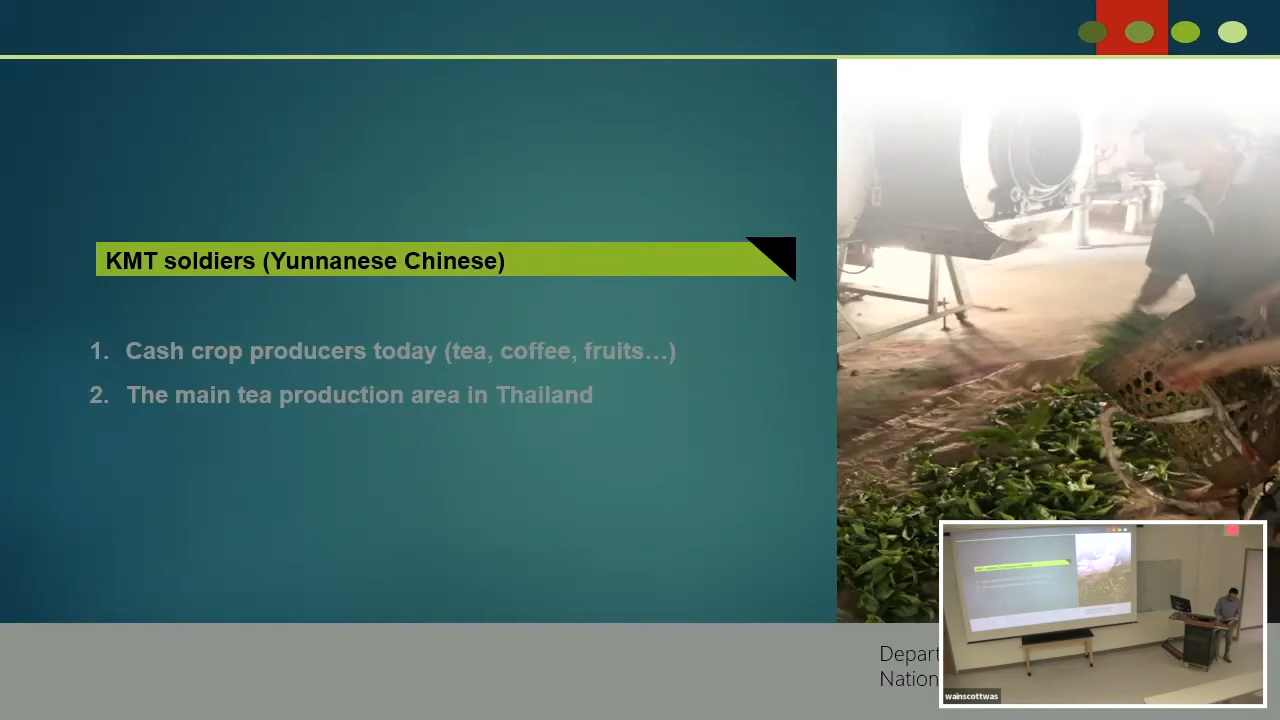 KMT soldiers (Yunnanese Chinese)
1. Cash crop producers today (tea, coffee, fruits…)
2. The main tea production area in Thailand
Depart
Nation
wainscottwas